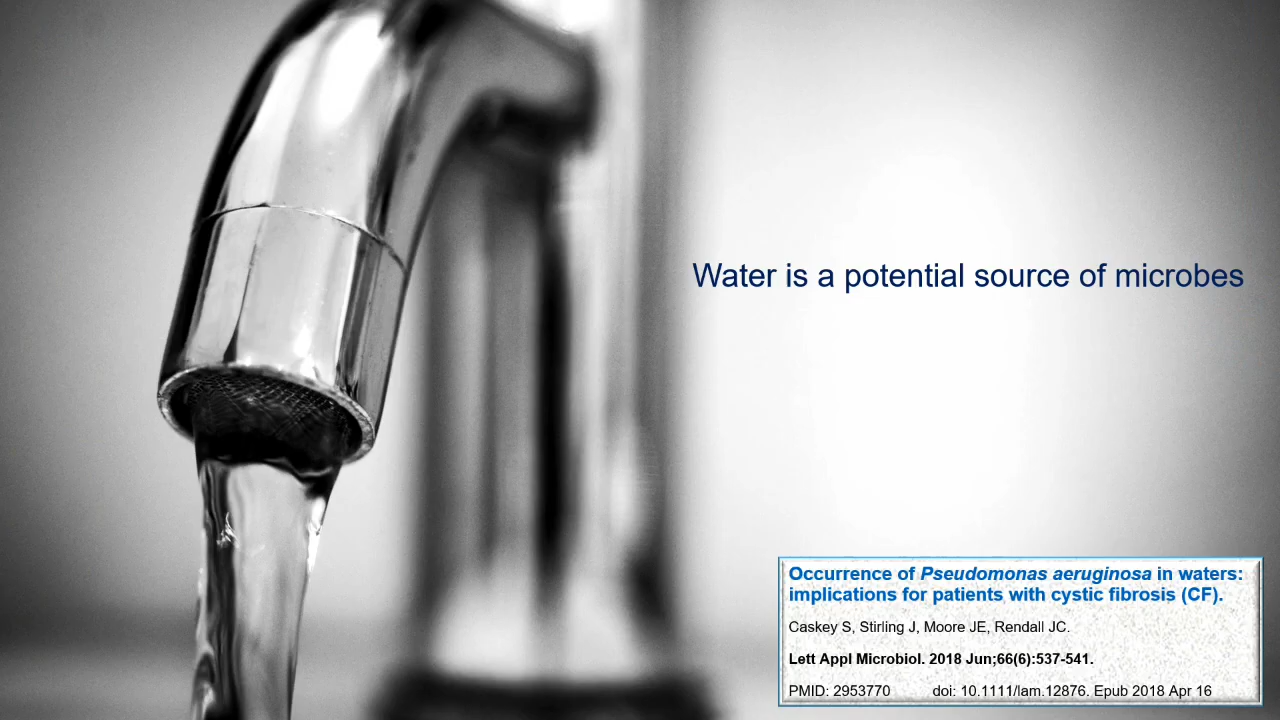 Water is a potential source of microbes
Occurrence of Pseudomonas aeruginosa in waters:
implications for patients with cystic fibrosis (CF).
Caskey S, Stirling J, Moore JE, Rendall JC.
Lett Appl Microbiol. 2018 Jun;66(6):537-541.
PMID: 2953770 doi: 10.1111/lam.12876. Epub 2018 Apr 16